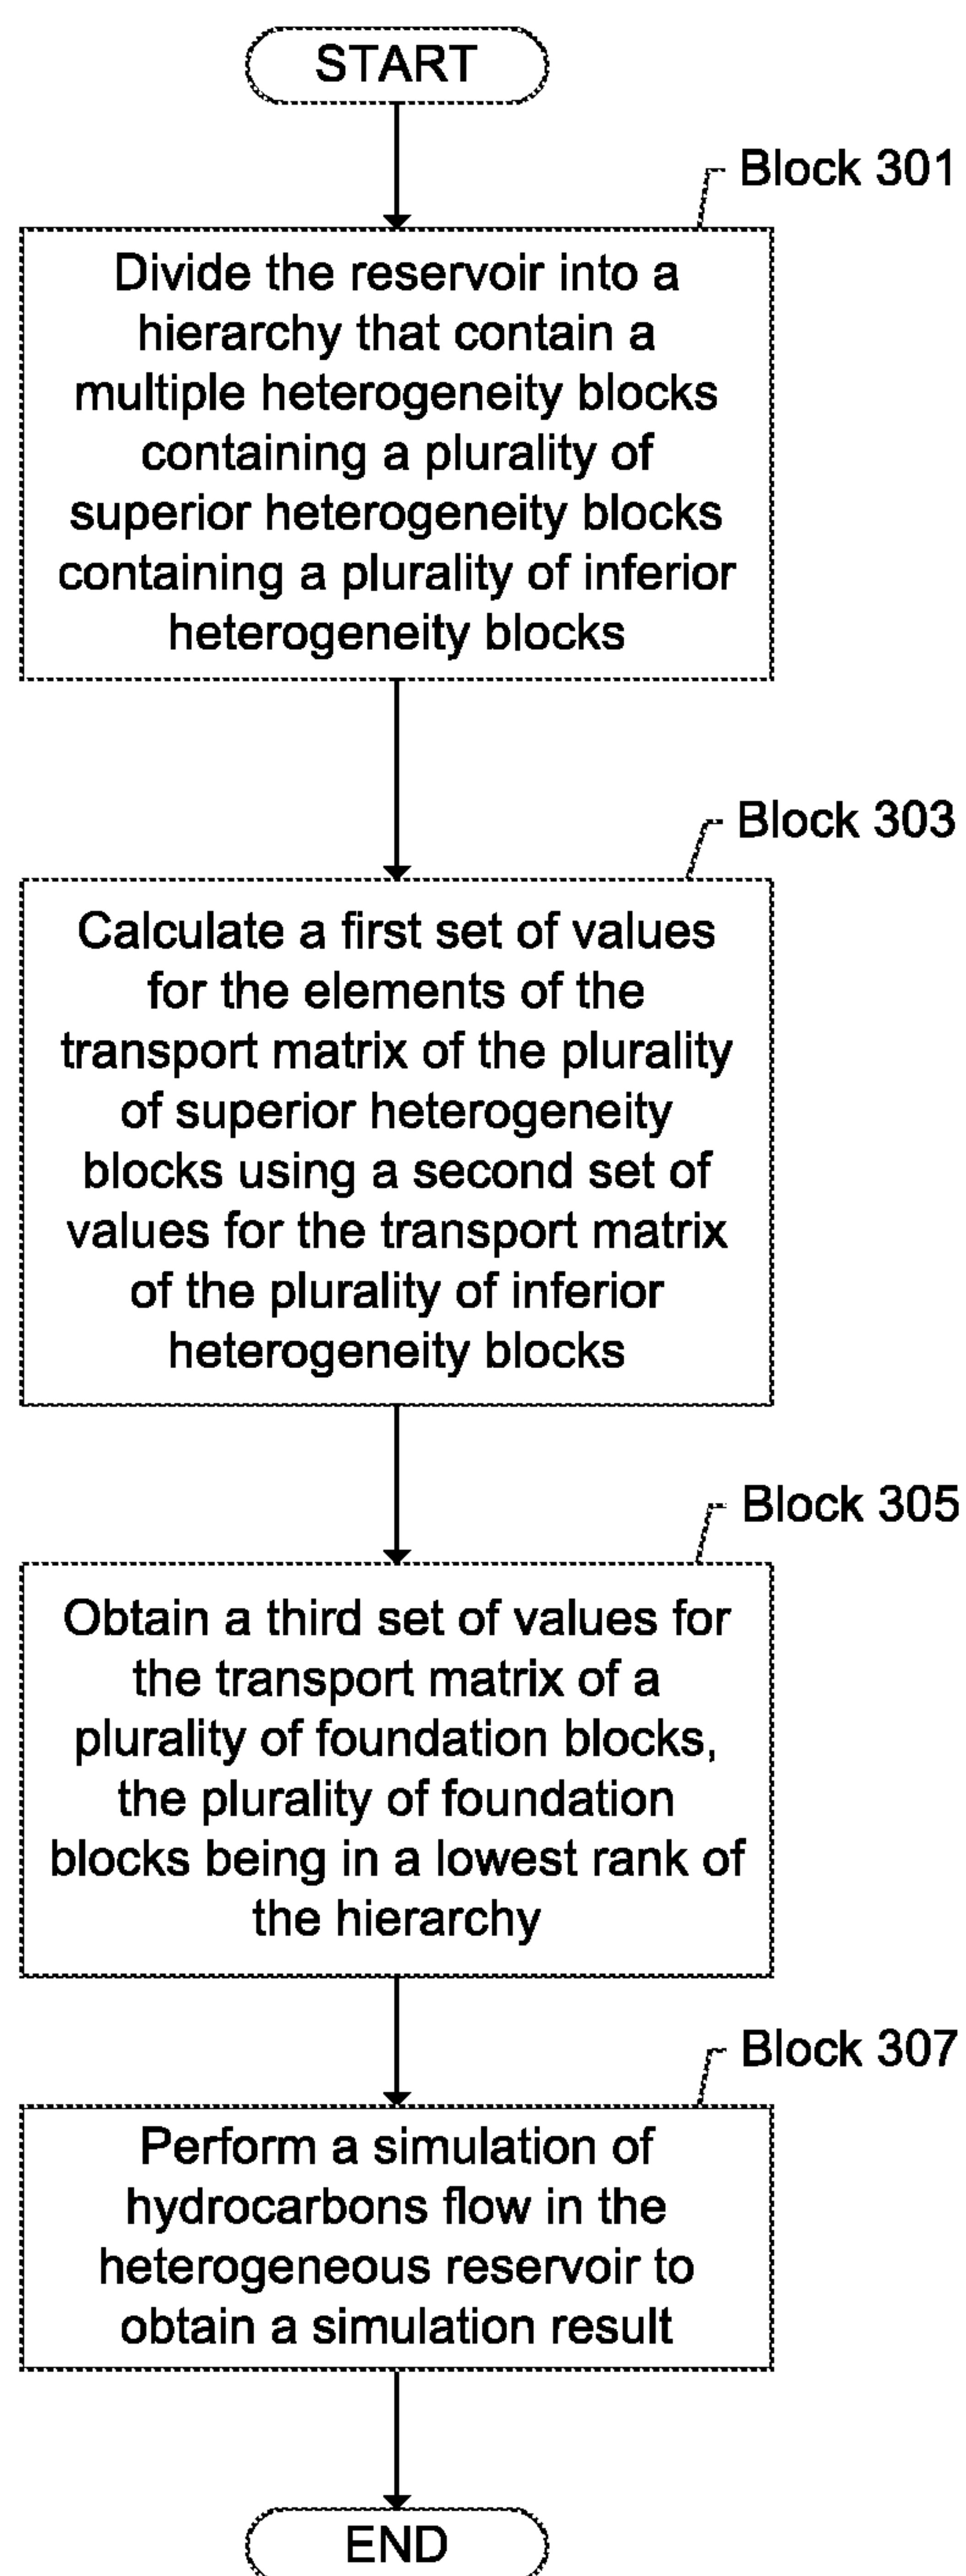 START
Block 301
Divide the reservoir into a
hierarchy that contain a
multiple heterogeneity blocks
containing a plurality of
superior heterogeneity blocks
containing a plurality of inferior
heterogeneity blocks
Block 303
Calculate a first set of values
for the elements of the
transport matrix of the plurality
of superior heterogeneity
blocks using a second set of
values for the transport matrix
of the plurality of inferior
heterogeneity blocks
Block 305
Obtain a third set of values for
the transport matrix of a
plurality of foundation blocks,
the plurality of foundation
blocks being in a lowest rank of
the hierarchy
Block 307
Perform a simulation of
hydrocarbons flow in the
heterogeneous reservoir to
obtain a simulation result
END